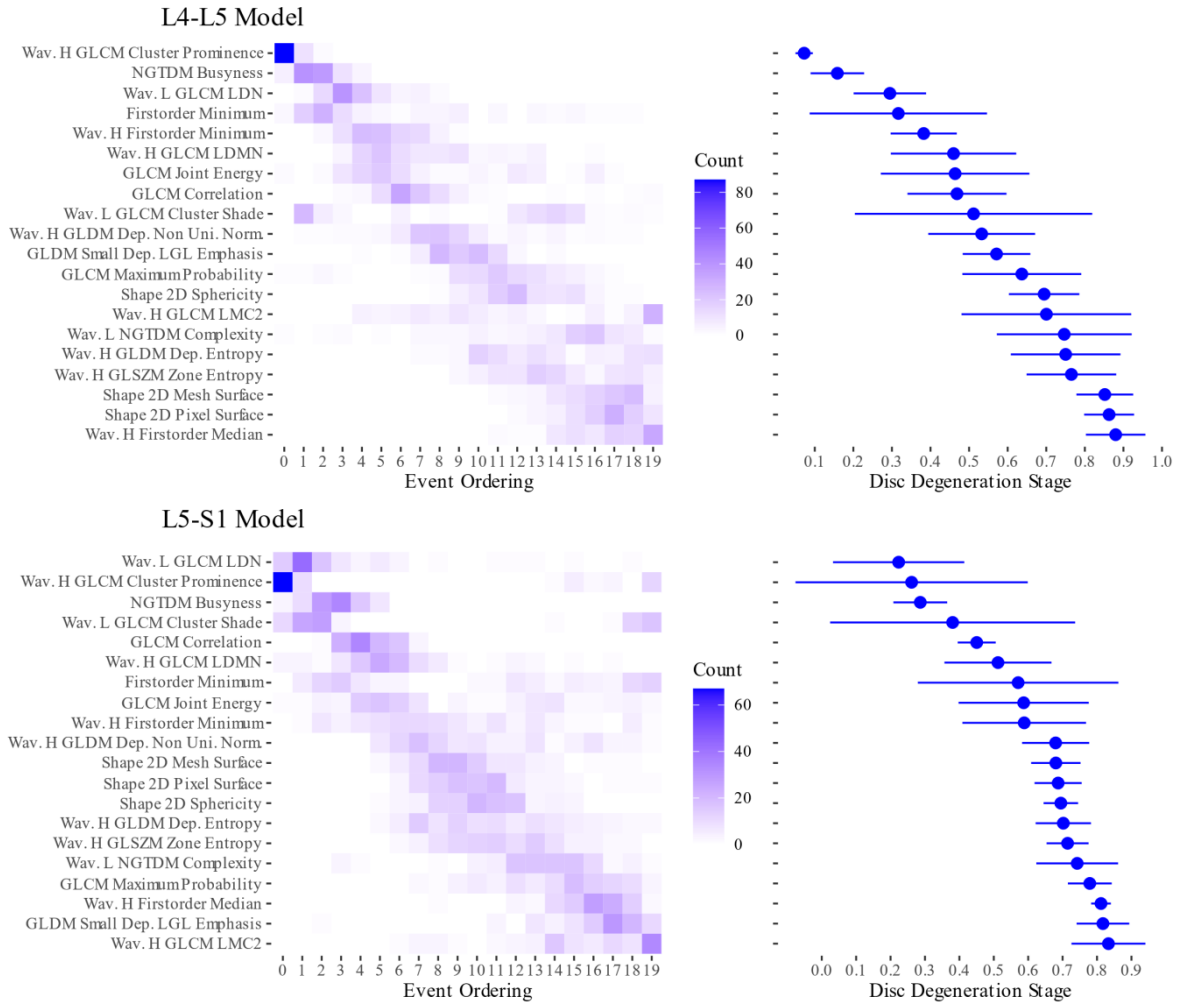 L4-L5 Model
Wav. H GLCM Cluster Prominence
NGTDM Busyness
Wav. L GLCM LDN
Firstorder Minimum
Wav. H Firstorder Minimum
Wav. H GLCM LDMN
GLCM Joint Energy
GLCM Correlation
Wav. L GLCM Cluster Shade
Wav. H GLDM Dep. Non Uni. Norm.
GLDM Small Dep. LGL Emphasis
GLCM Maximum Probability
Shape 2D Sphericity
Wav. H GLCM LMC2
Wav. L NGTDM Complexity
Wav. H GLDM Dep. Entropy
Wav. H GLSZM Zone Entropy
Shape 2D Mesh Surface
Shape 2D Pixel Surface
Wav. H Firstorder Median
0 1 2 3 4 5 6 7 8 9 10 11 12 13 14 15 16 17 18 19
Event Ordering
Count
80
60
40
20
0
0.1 0.2 0.3 0.4 0.5 0.6 0.7 0.8 0.9 1.0
Disc Degeneration Stage
L5-S1 Model
Wav. L GLCM LDN
Wav. H GLCM Cluster Prominence
NGTDM Busyness
Wav. L GLCM Cluster Shade
GLCM Correlation
Wav. H GLCM LDMN
Firstorder Minimum
GLCM Joint Energy
Wav. H Firstorder Minimum
Wav. H GLDM Dep. Non Uni. Norm.
Shape 2D Mesh Surface
Shape 2D Pixel Surface
Shape 2D Sphericity
Wav. H GLDM Dep. Entropy
Wav. H GLSZM Zone Entropy
Wav. L NGTDM Complexity
GLCM Maximum Probability
Wav. H Firstorder Median
GLDM Small Dep. LGL Emphasis
Wav. H GLCM LMC2
0 1 2 3 4 5 6 7 8 9 10 11 12 13 14 15 16 17 18 19
Event Ordering
Count
60
40
20
0
0.0 0.1 0.2 0.3 0.4 0.5 0.6 0.7 0.8 0.9
Disc Degeneration Stage